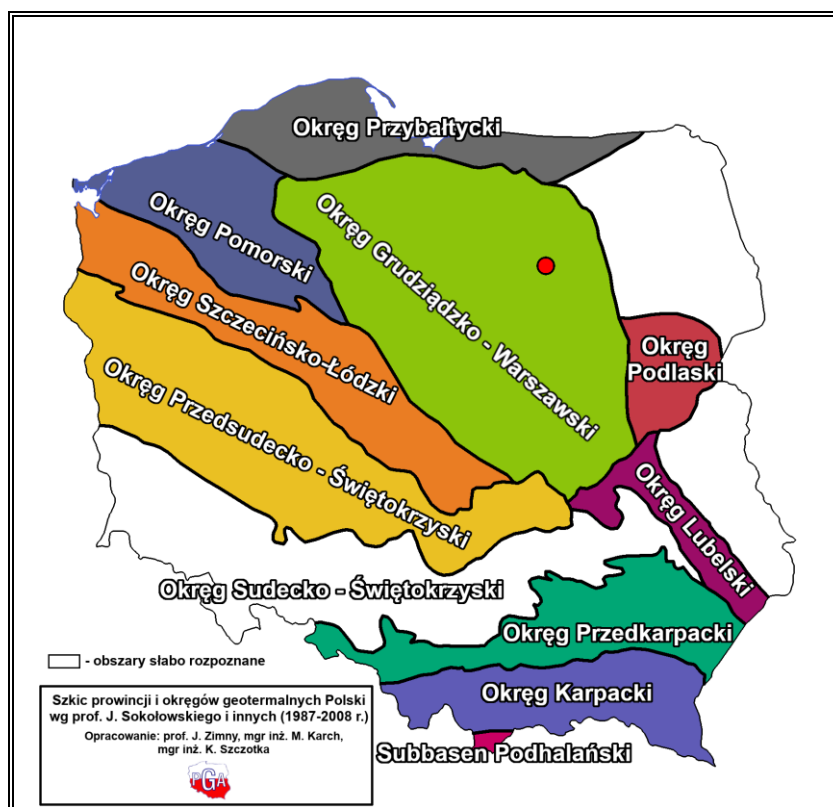 Okręg Przybałtycki
Okręg Pomorski
Okręg Grudziądzko - Warszawski
Okręg Szczecińsko-Łódzki
Okręg
Podlaski
Okręg Przedsudecko - Świętokrzyski
Okręg Lubelski
Okręg Sudecko - Świętokrzyski
Okręg Przedkarpacki
Okręg Karpacki
Subbasen Podhalański
- obszary słabo rozpoznane
Szkic prowincji i okręgów geotermalnych Polski
wg prof. J. Sokołowskiego i innych (1987-2008 r.)
Opracowanie: prof. J. Zimny, mgr inż. M. Karch,
mgr inż. K. Szczotka
PGA